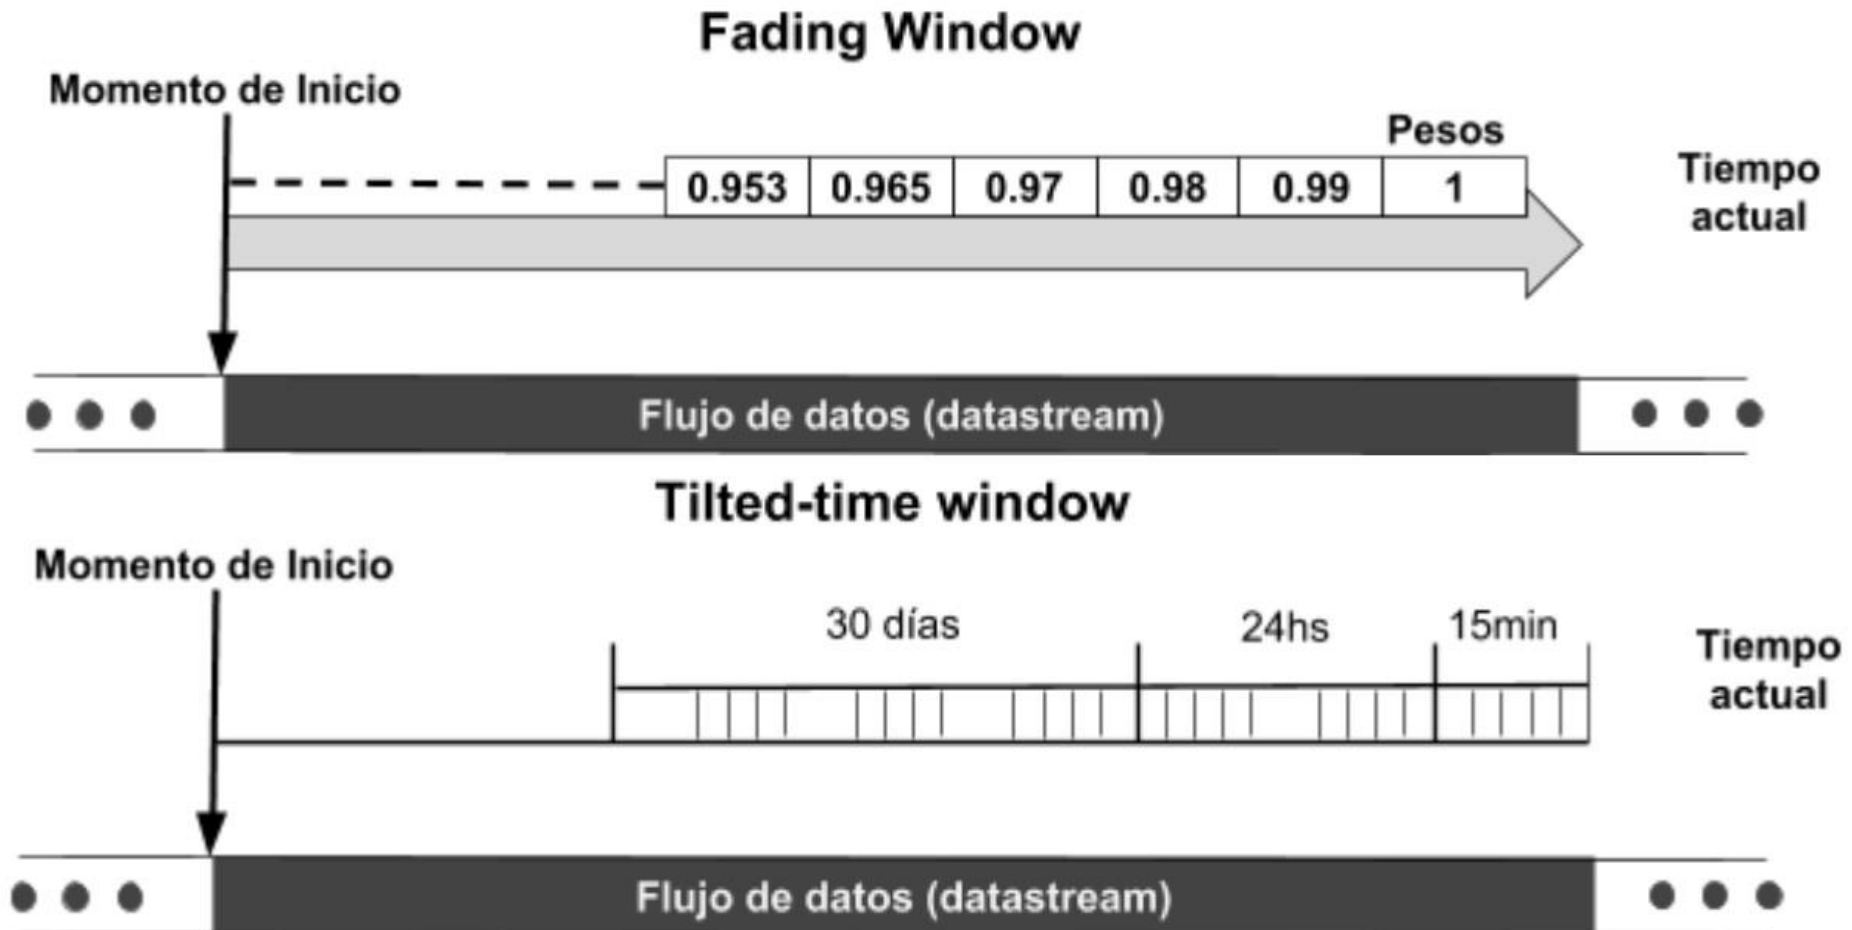 Fading Window
Momento de Inicio
Pesos
0.953 0.965 0.97 0.98 0.99 1
Tiempo
actual
Flujo de datos (datastream)
Tilted-time window
Momento de Inicio
30 días 24hs 15min
Tiempo
actual
Flujo de datos (datastream)